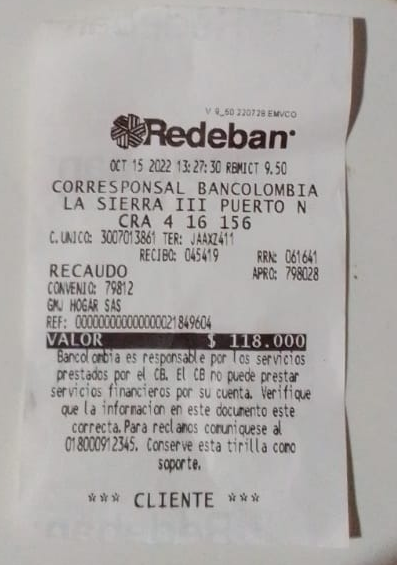 V 9_50 220728 EMVCO
Redeban
OCT 15 2022 13:27:30 RBMICT 9.50
CORRESPONSAL BANCOLOMBIA
LA SIERRA III PUERTO N
CRA 4 16 156
C.UNICO: 3007013861 TER: JAAXZ411
RECIBO: 045419 RRN: 061641
RECAUDO APRO: 798028
CONVENIO: 79812
GMJ HOGAR SAS
REF: 00000000000000021849604
VALOR $ 118.000
Bancolombia es responsable por los servicios
prestados por el CB. El CB no puede prestar
servicios financieros por su cuenta. Verifique
que la informacion en este documento este
correcta. Para reclamos comuniquese al
018000912345. Conserve esta tirilla como
soporte.
*** CLIENTE ***